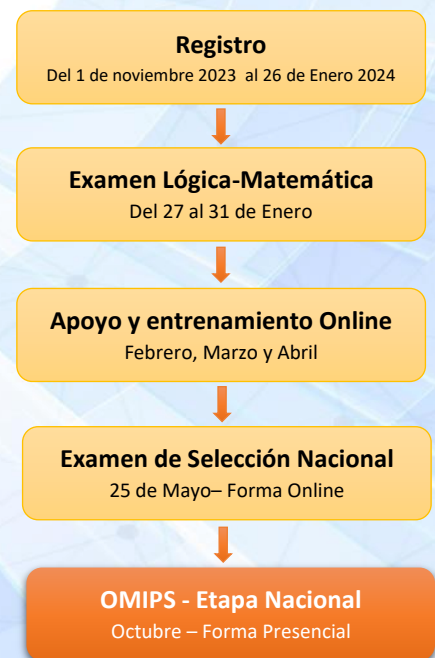 Registro
Del 1 de noviembre 2023 al 26 de Enero 2024
Examen Lógica-Matemática
Del 27 al 31 de Enero
Apoyo y entrenamiento Online
Febrero, Marzo y Abril
Examen de Selección Nacional
25 de Mayo– Forma Online
OMIPS - Etapa Nacional
Octubre – Forma Presencial